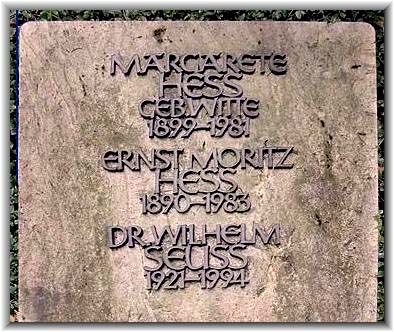 MARGARETE
HESS
GEB.WITTE
1899–1981
ERNST MORITZ
HESS
1890–1983
DR.WILHELM
SEUSS
1921–1994